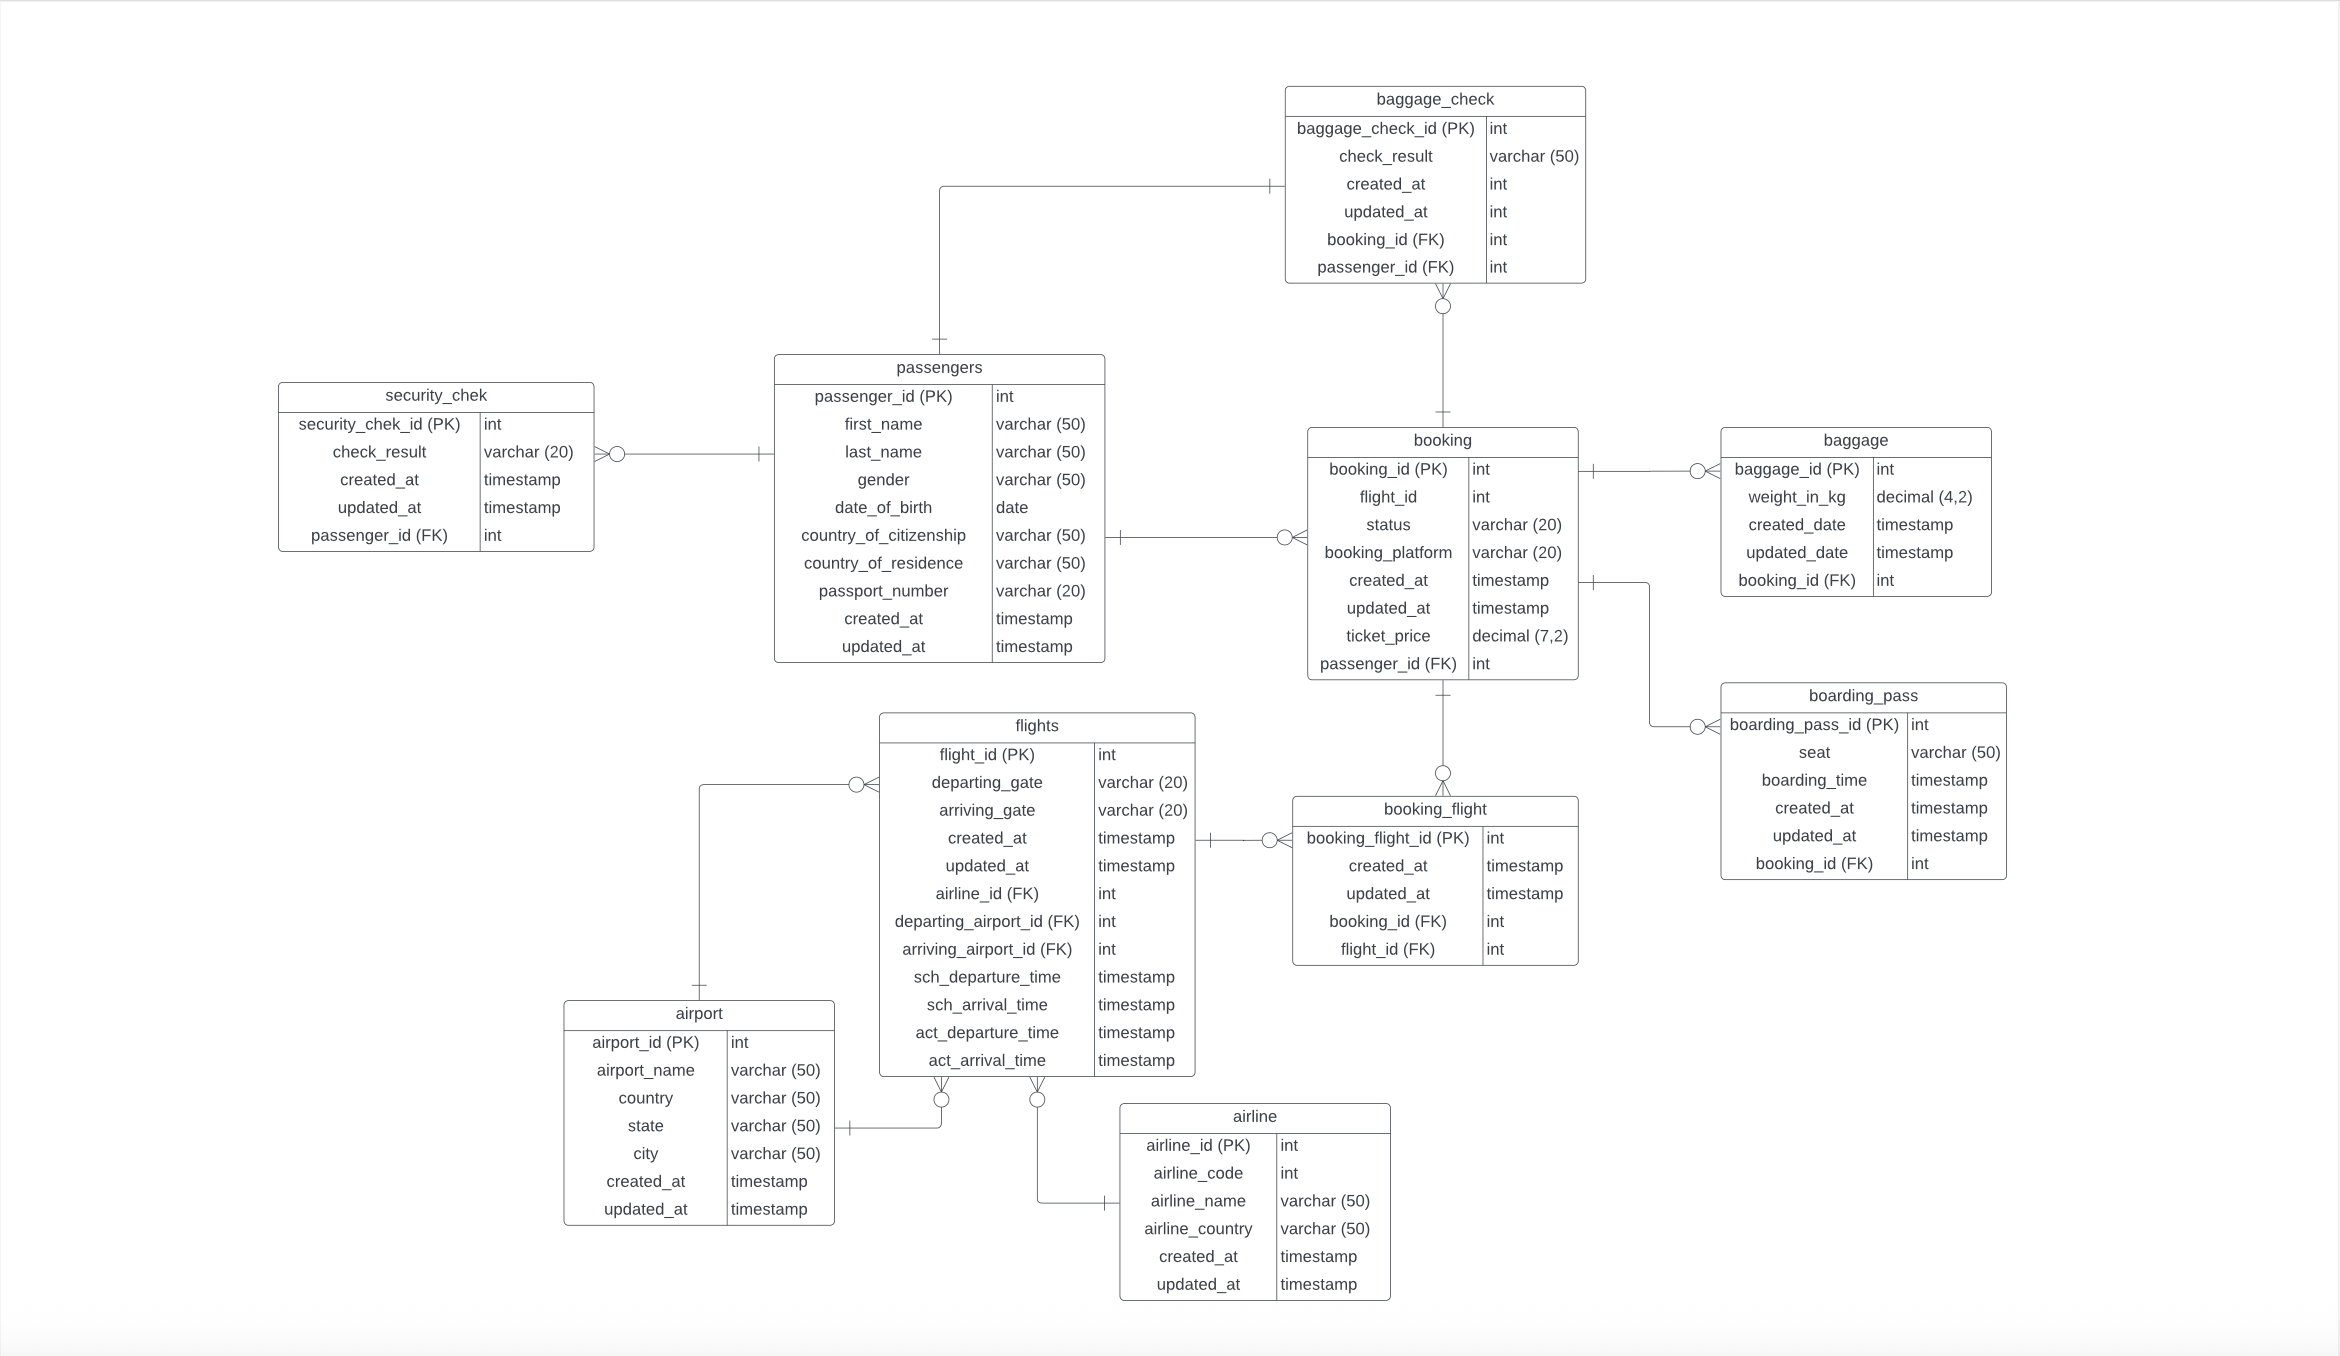 baggage_check
baggage_check_id (PK) int
check_result varchar (50)
created_at int
updated_at int
booking_id (FK) int
passenger_id (FK) int
passengers
passenger_id (PK) int
first_name varchar (50)
last_name varchar (50)
gender varchar (50)
date_of_birth date
country_of_citizenship varchar (50)
country_of_residence varchar (50)
passport_number varchar (20)
created_at timestamp
updated_at timestamp
security_chek
security_chek_id (PK) int
check_result varchar (20)
created_at timestamp
updated_at timestamp
passenger_id (FK) int
booking
booking_id (PK) int
flight_id int
status varchar (20)
booking_platform varchar (20)
created_at timestamp
updated_at timestamp
ticket_price decimal (7,2)
passenger_id (FK) int
baggage
baggage_id (PK) int
weight_in_kg decimal (4,2)
created_date timestamp
updated_date timestamp
booking_id (FK) int
boarding_pass
boarding_pass_id (PK) int
seat varchar (50)
boarding_time timestamp
created_at timestamp
updated_at timestamp
booking_id (FK) int
flights
flight_id (PK) int
departing_gate varchar (20)
arriving_gate varchar (20)
created_at timestamp
updated_at timestamp
airline_id (FK) int
departing_airport_id (FK) int
arriving_airport_id (FK) int
sch_departure_time timestamp
sch_arrival_time timestamp
act_departure_time timestamp
act_arrival_time timestamp
booking_flight
booking_flight_id (PK) int
created_at timestamp
updated_at timestamp
booking_id (FK) int
flight_id (FK) int
airport
airport_id (PK) int
airport_name varchar (50)
country varchar (50)
state varchar (50)
city varchar (50)
created_at timestamp
updated_at timestamp
airline
airline_id (PK) int
airline_code int
airline_name varchar (50)
airline_country varchar (50)
created_at timestamp
updated_at timestamp